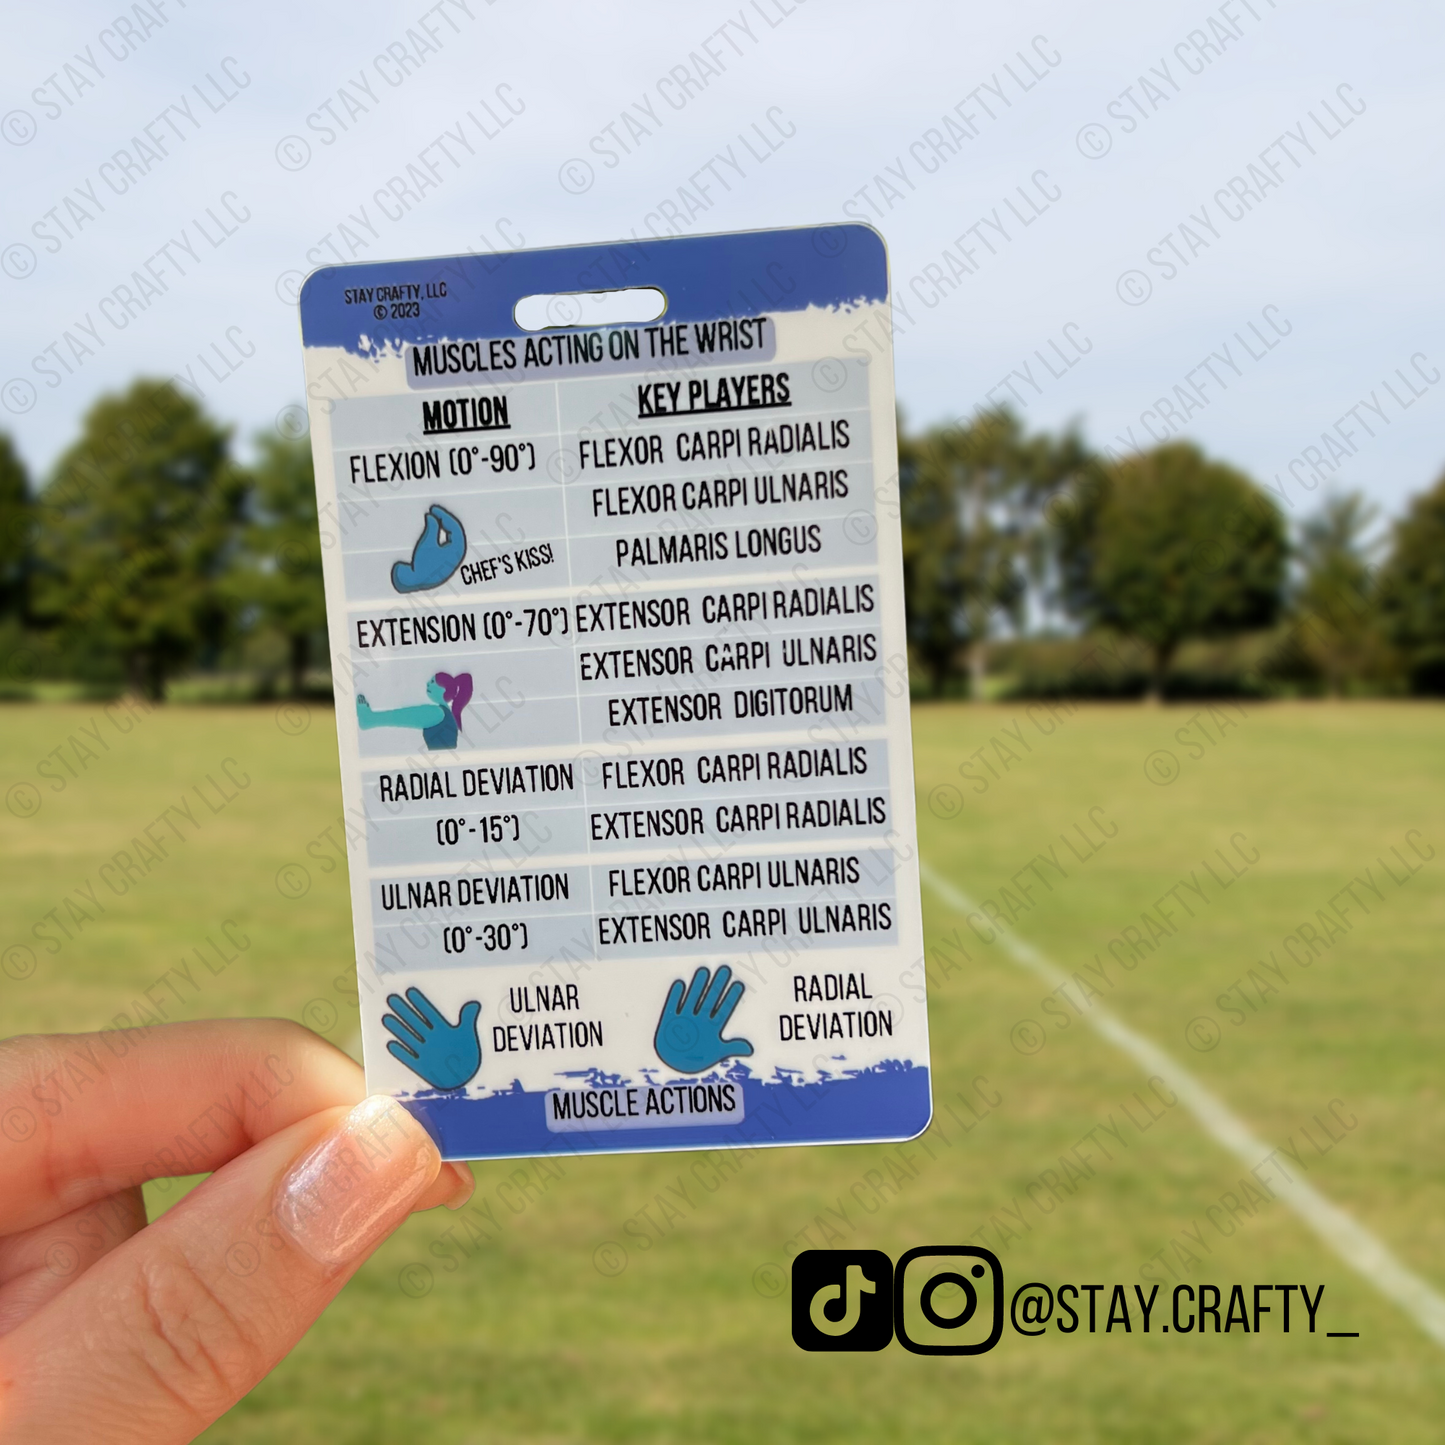 STAY CRAFTY, LLC
© 2023
MUSCLES ACTING ON THE WRIST
MOTION
KEY PLAYERS
FLEXION (0°-90°)
FLEXOR CARPI RADIALIS
FLEXOR CARPI ULNARIS
CHEF'S KISS!
PALMARIS LONGUS
EXTENSION (0°-70°)
EXTENSOR CARPI RADIALIS
EXTENSOR CARPI ULNARIS
EXTENSOR DIGITORUM
RADIAL DEVIATION
(0°-15°)
FLEXOR CARPI RADIALIS
EXTENSOR CARPI RADIALIS
ULNAR DEVIATION
(0°-30°)
FLEXOR CARPI ULNARIS
EXTENSOR CARPI ULNARIS
ULNAR
DEVIATION
RADIAL
DEVIATION
MUSCLE ACTIONS
@STAY.CRAFTY_
© STAY CRAFTY LLC